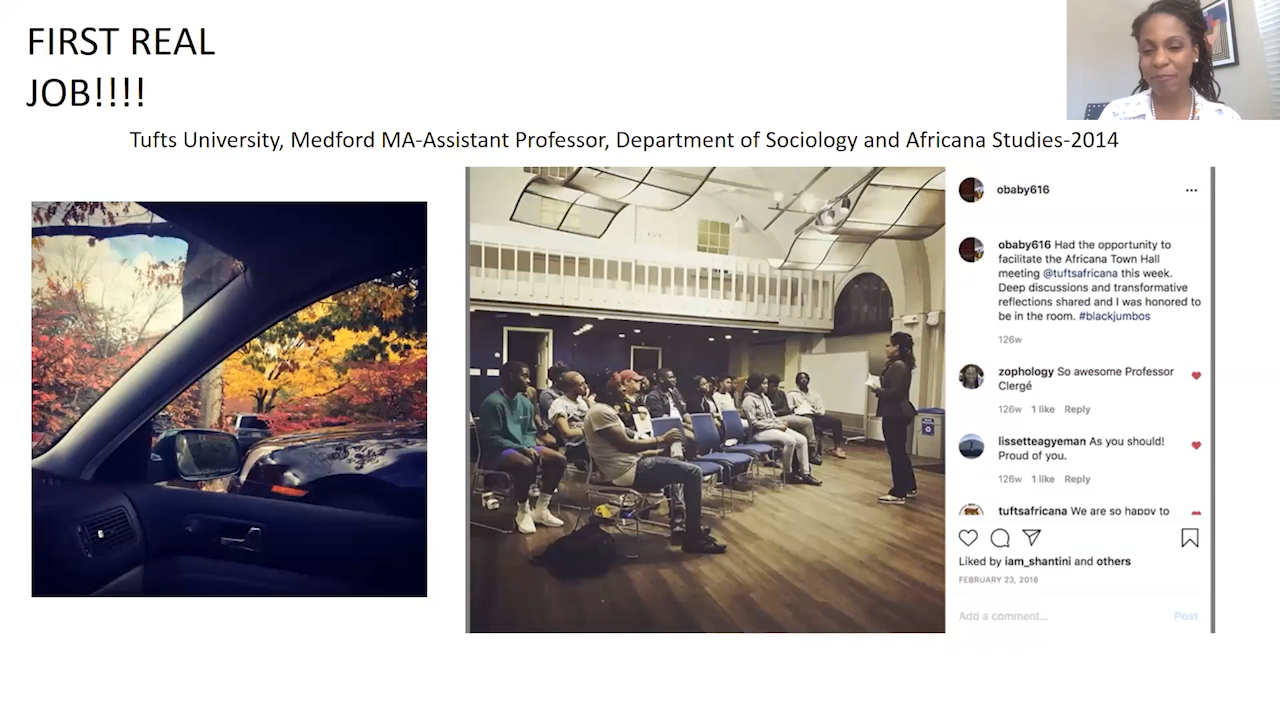 FIRST REAL
JOB!!!!
Tufts University, Medford MA-Assistant Professor, Department of Sociology and Africana Studies-2014
obaby616
obaby616 Had the opportunity to
facilitate the Africana Town Hall
meeting @tuftsafricana this week.
Deep discussions and transformative
reflections shared and I was honored to
be in the room. #blackjumbos
126w
zophology So awesome Professor
Clergé
126w 1 like Reply
lissetteagyeman As you should!
Proud of you.
126w 1 like Reply
tuftsafricana We are so happy to
Liked by iam_shantini and others
FEBRUARY 23, 2018
Add a comment...
Post